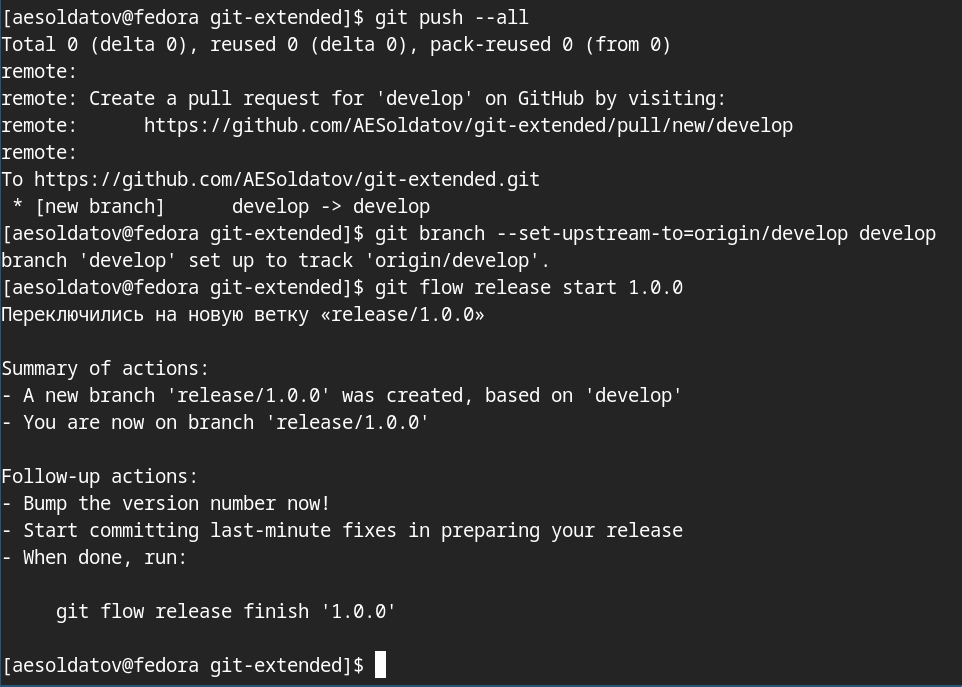 [aesoldatov@fedora git-extended]$ git push --all
Total 0 (delta 0), reused 0 (delta 0), pack-reused 0 (from 0)
remote:
remote: Create a pull request for 'develop' on GitHub by visiting:
remote:      https://github.com/AESoldatov/git-extended/pull/new/develop
remote:
To https://github.com/AESoldatov/git-extended.git
 * [new branch]      develop -> develop
[aesoldatov@fedora git-extended]$ git branch --set-upstream-to=origin/develop develop
branch 'develop' set up to track 'origin/develop'.
[aesoldatov@fedora git-extended]$ git flow release start 1.0.0
Переключились на новую ветку «release/1.0.0»

Summary of actions:
- A new branch 'release/1.0.0' was created, based on 'develop'
- You are now on branch 'release/1.0.0'

Follow-up actions:
- Bump the version number now!
- Start committing last-minute fixes in preparing your release
- When done, run:

     git flow release finish '1.0.0'

[aesoldatov@fedora git-extended]$